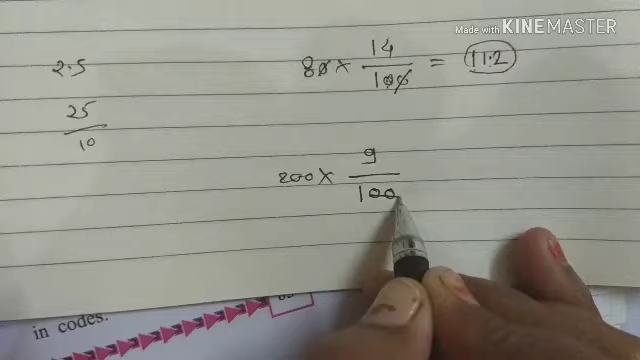 Made with KINEMASTER
2.5
25
10
80 × 14/100 = 11.2
200 × 9/100
in codes.